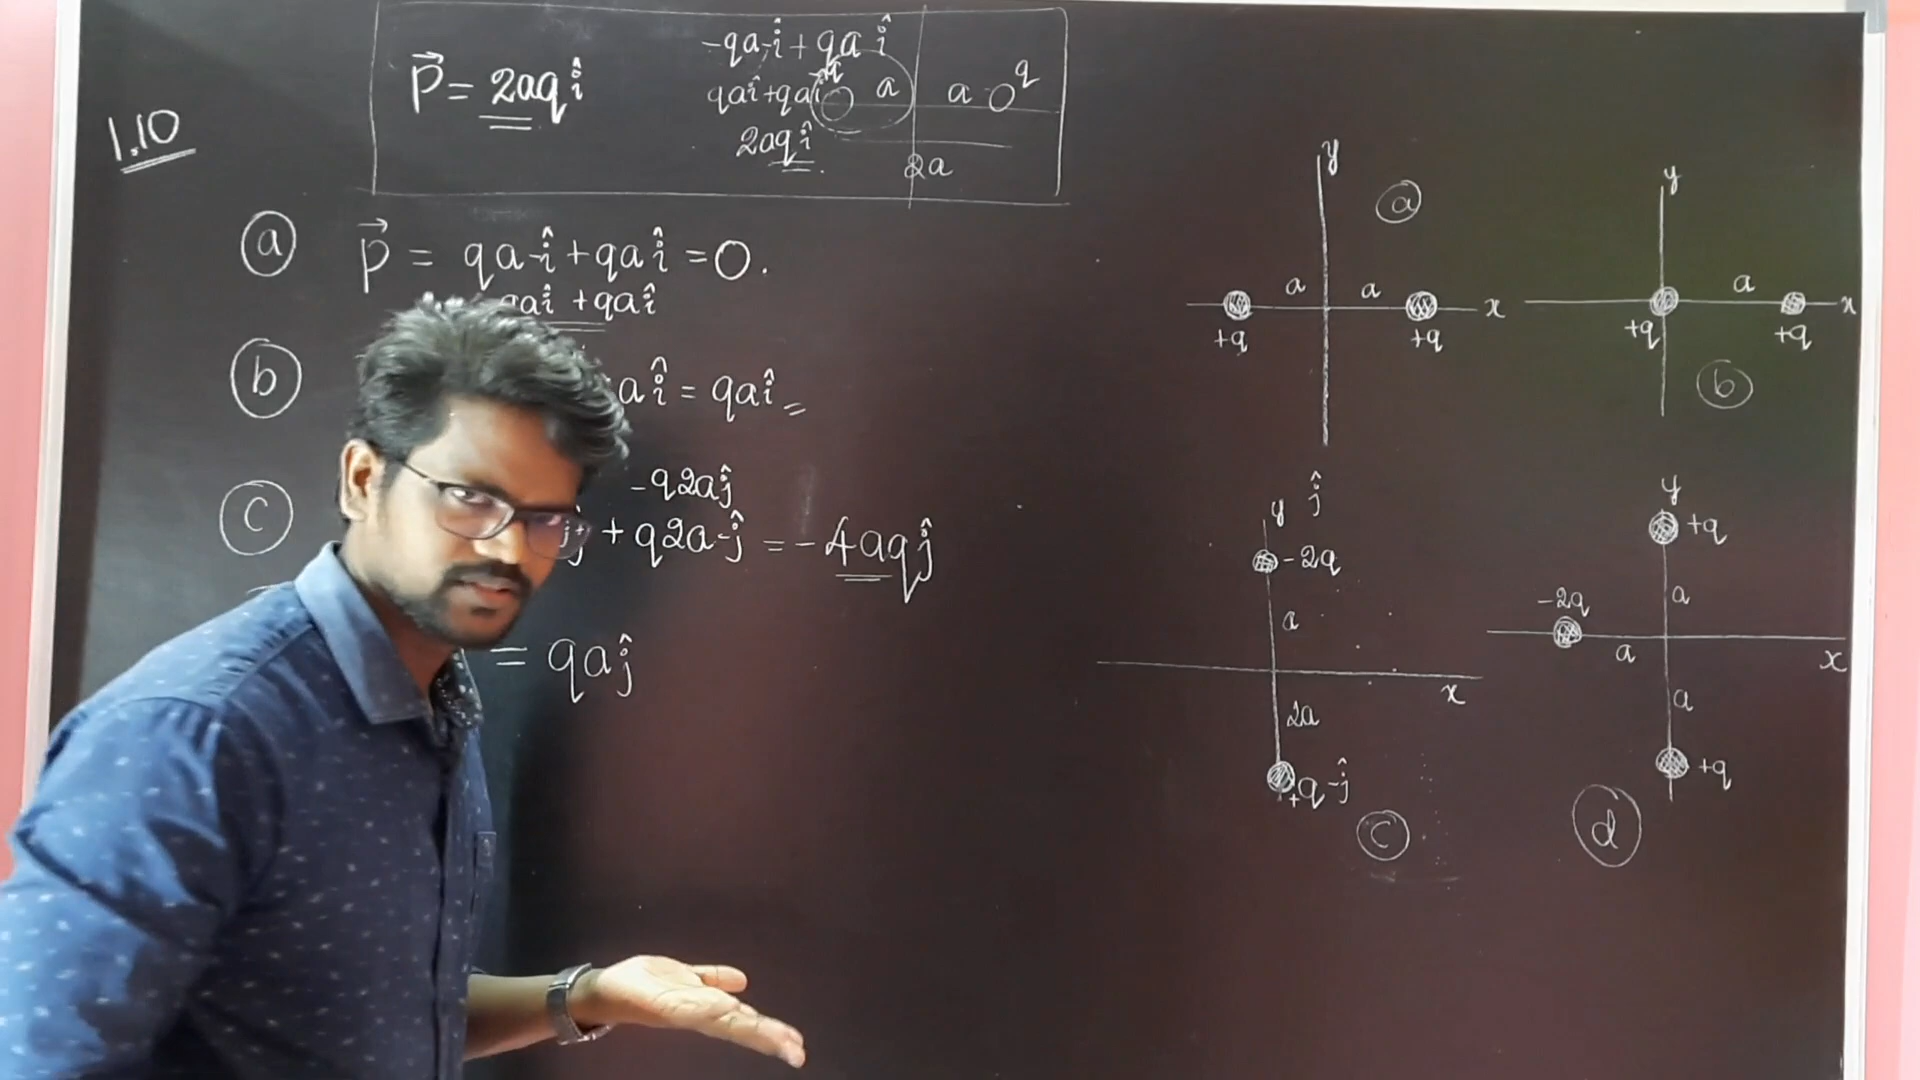 1.10
p⃗ = 2aq î
-qa-î + qa î
qaî + qaî
2aqî
q
a
a
q
2a
ⓐ p⃗ = qa-î + qa î = 0.
qaî + qaî
ⓑ aî = qaî
ⓒ -q2aĵ
ĵ + q2a-ĵ = -4aqĵ
= qaĵ
y
ⓐ
a a x
+q +q
y
a x
+q +q
ⓑ
ĵ
y
-2q
a
x
2a
+q -ĵ
ⓒ
y
+q
-2q a
a x
a
+q
ⓓ